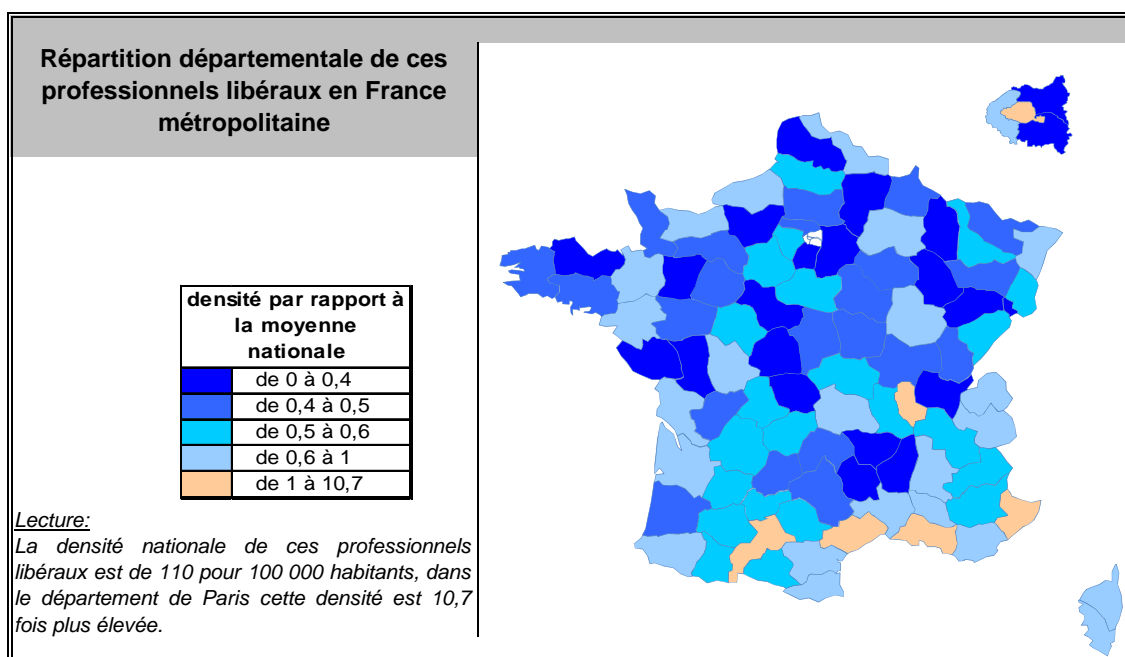 Répartition départementale de ces
professionnels libéraux en France
métropolitaine
densité par rapport à
la moyenne
nationale
de 0 à 0,4
de 0,4 à 0,5
de 0,5 à 0,6
de 0,6 à 1
de 1 à 10,7
Lecture:
La densité nationale de ces professionnels
libéraux est de 110 pour 100 000 habitants, dans
le département de Paris cette densité est 10,7
fois plus élevée.